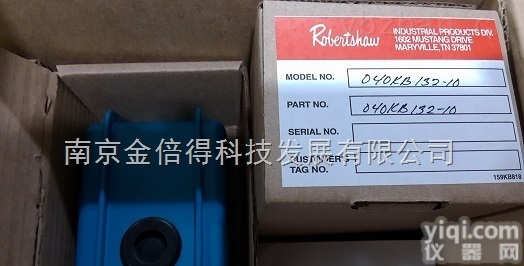 Robertshaw
INDUSTRIAL PRODUCTS DIV.
1602 MUSTANG DRIVE
MARYVILLE, TN 37801
MODEL NO. 040KB132-10
PART NO. 040KB132-10
SERIAL NO.
CUSTOMER'S
TAG NO.
159KB818
南京金倍得科技发展有限公司
yiqi.com
仪器网